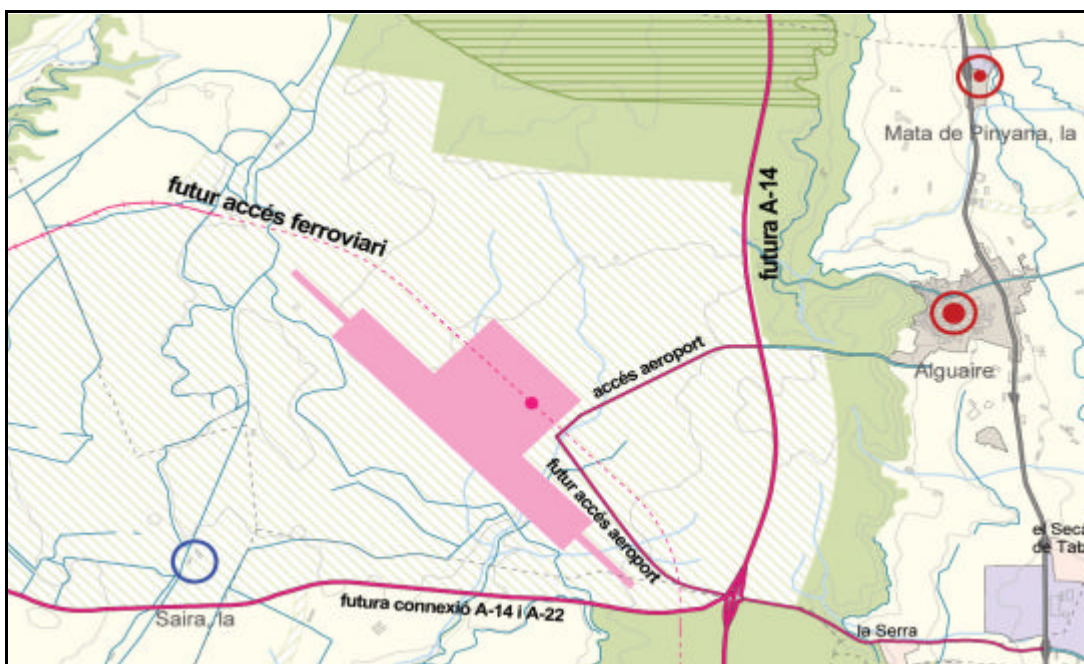 Mata de Pinyana, la
futur accés ferroviari
futura A-14
accés aeroport
Alguaire
futur accés aeroport
el Seca
de Tab
futura connexió A-14 i A-22
Saira, la
la Serra